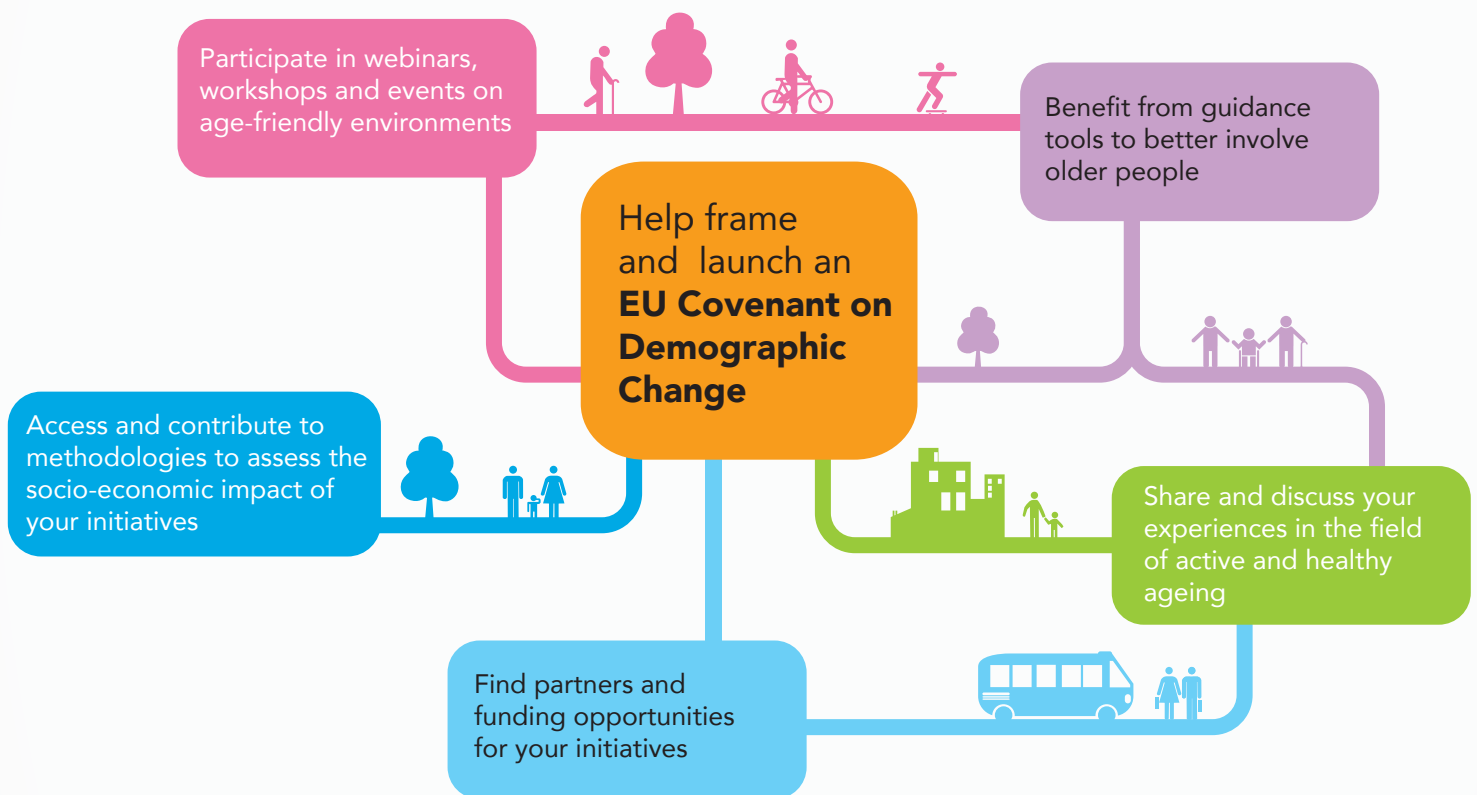 Participate in webinars,
workshops and events on
age-friendly environments
Benefit from guidance
tools to better involve
older people
Help frame
and launch an
EU Covenant on
Demographic
Change
Access and contribute to
methodologies to assess the
socio-economic impact of
your initiatives
Share and discuss your
experiences in the field
of active and healthy
ageing
Find partners and
funding opportunities
for your initiatives